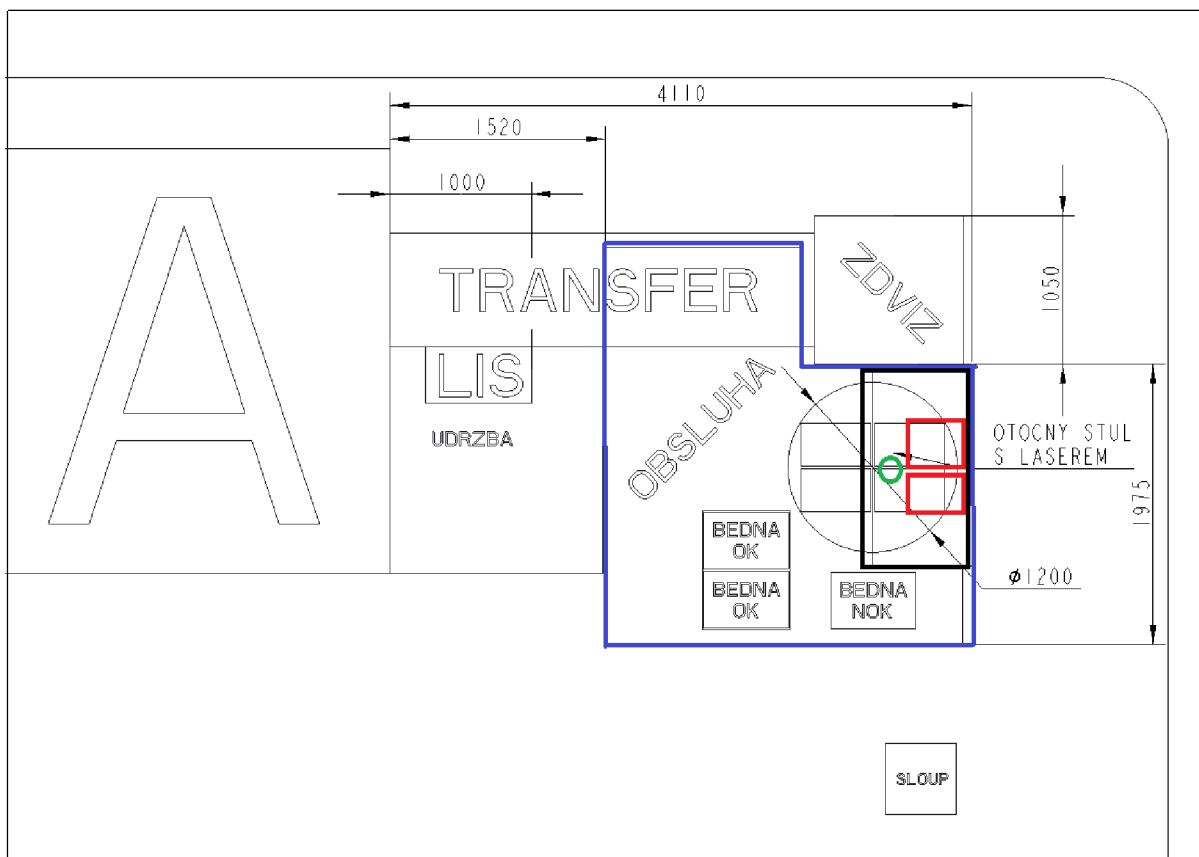 4110
1520
1000
A
TRANSFER
ZDVIZ
1050
LIS
UDRZBA
OBSLUHA
OTOCNY STUL
S LASEREM
1975
BEDNA
OK
BEDNA
OK
BEDNA
NOK
ϕ1200
SLOUP